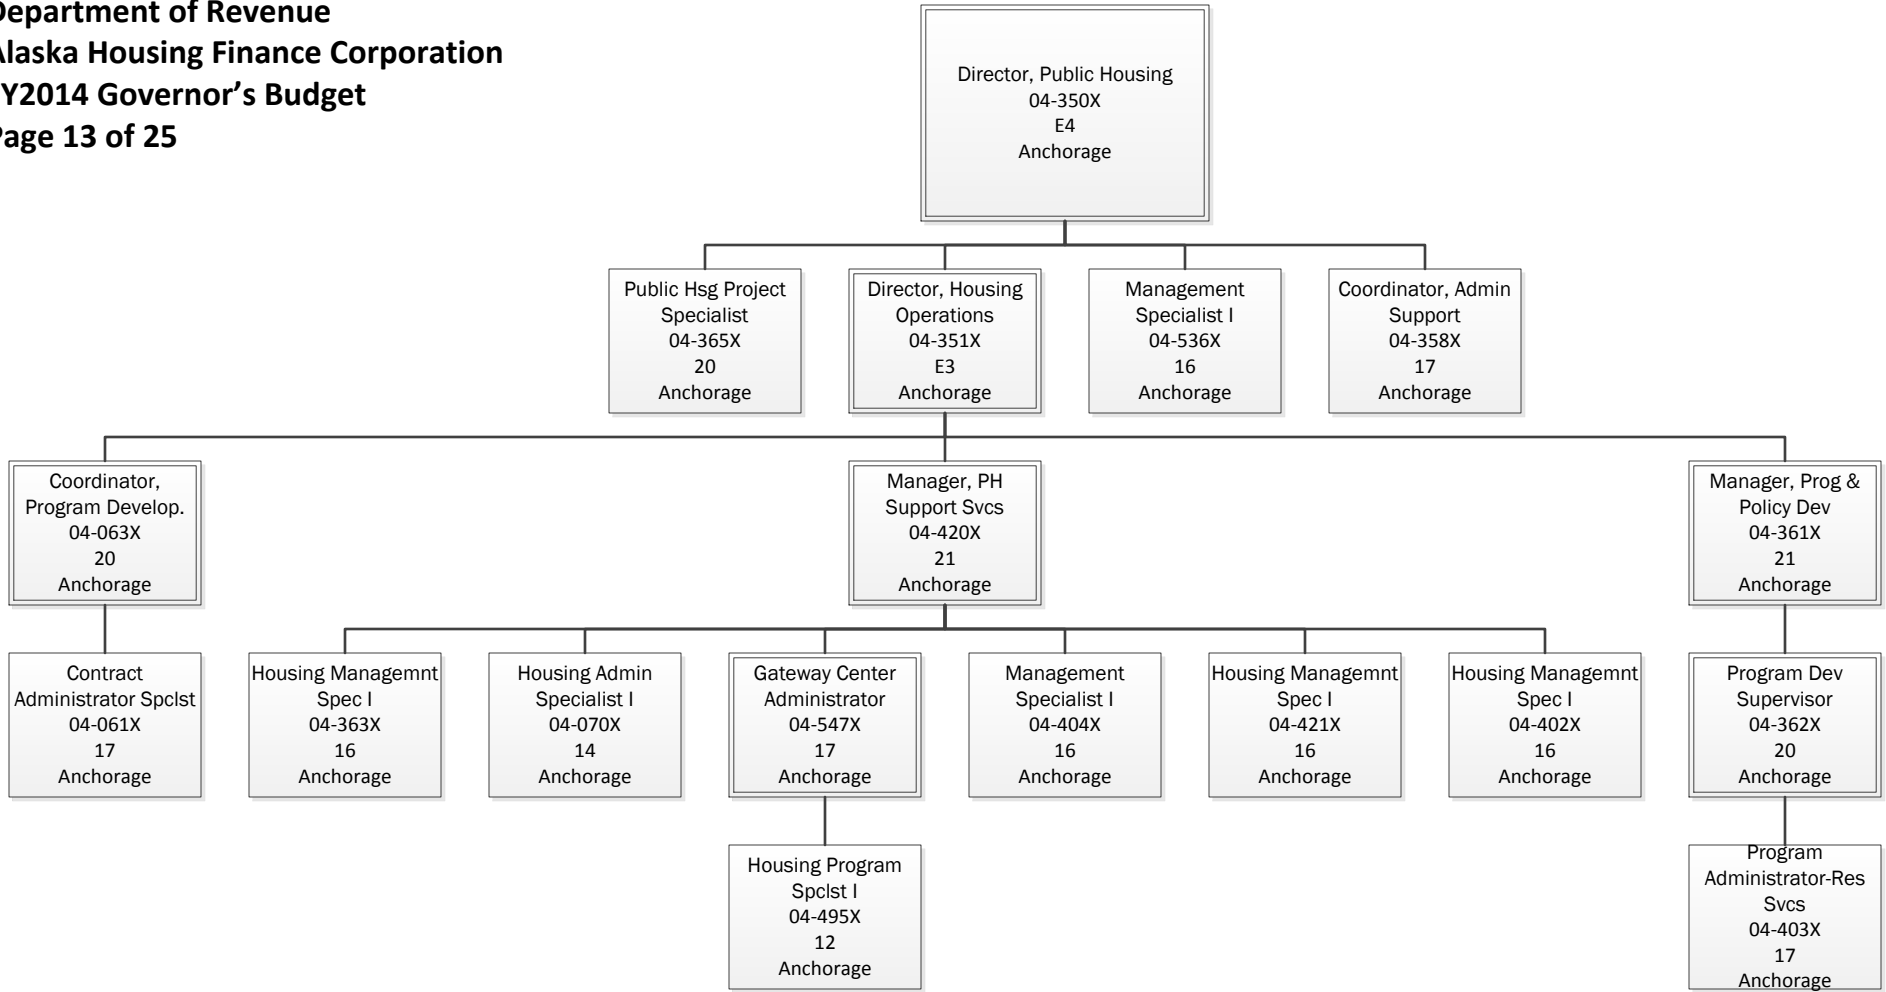 Department of Revenue
Alaska Housing Finance Corporation
Y2014 Governor's Budget
Page 13 of 25
Director, Public Housing
04-350X
E4
Anchorage
Public Hsg Project
Specialist
04-365X
20
Anchorage
Director, Housing
Operations
04-351X
E3
Anchorage
Management
Specialist I
04-536X
16
Anchorage
Coordinator, Admin
Support
04-358X
17
Anchorage
Coordinator,
Program Develop.
04-063X
20
Anchorage
Manager, PH
Support Svcs
04-420X
21
Anchorage
Manager, Prog &
Policy Dev
04-361X
21
Anchorage
Contract
Administrator Spclst
04-061X
17
Anchorage
Housing Managemnt
Spec I
04-363X
16
Anchorage
Housing Admin
Specialist I
04-070X
14
Anchorage
Gateway Center
Administrator
04-547X
17
Anchorage
Management
Specialist I
04-404X
16
Anchorage
Housing Managemnt
Spec I
04-421X
16
Anchorage
Housing Managemnt
Spec I
04-402X
16
Anchorage
Program Dev
Supervisor
04-362X
20
Anchorage
Housing Program
Spclst I
04-495X
12
Anchorage
Program
Administrator-Res
Svcs
04-403X
17
Anchorage